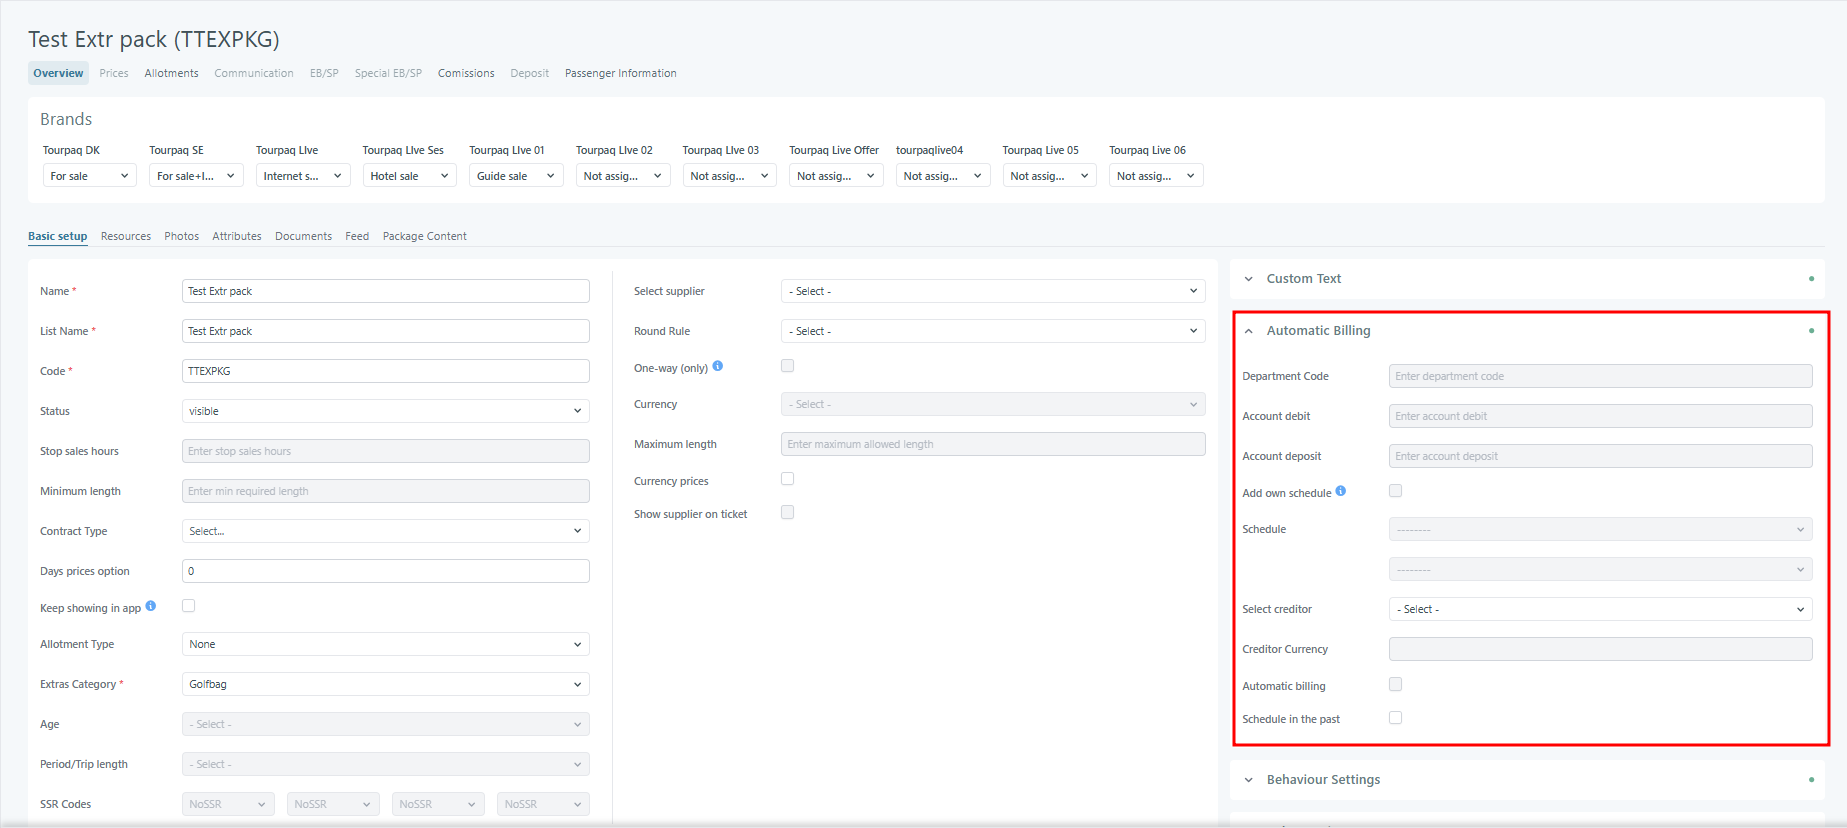 Test Extr pack (TTEXPKG)
Overview Prices Allotments Communication EB/SP Special EB/SP Comissions Deposit Passenger Information
Brands
Tourpaq DK Tourpaq SE Tourpaq LIve Tourpaq LIve Ses Tourpaq LIve 01 Tourpaq LIve 02 Tourpaq LIve 03 Tourpaq Live Offer tourpaqlive04 Tourpaq Live 05 Tourpaq Live 06
For sale For sale+I... Internet s... Hotel sale Guide sale Not assig... Not assig... Not assig... Not assig... Not assig... Not assig...
Basic setup Resources Photos Attributes Documents Feed Package Content
Name * Test Extr pack
List Name * Test Extr pack
Code * TTEXPKG
Status visible
Stop sales hours Enter stop sales hours
Minimum length Enter min required length
Contract Type Select...
Days prices option 0
Keep showing in app
Allotment Type None
Extras Category * Golfbag
Age - Select -
Period/Trip length - Select -
SSR Codes NoSSR NoSSR NoSSR NoSSR
Select supplier - Select -
Round Rule - Select -
One-way (only)
Currency - Select -
Maximum length Enter maximum allowed length
Currency prices
Show supplier on ticket
Custom Text
Automatic Billing
Department Code Enter department code
Account debit Enter account debit
Account deposit Enter account deposit
Add own schedule
Schedule --------
--------
Select creditor - Select -
Creditor Currency
Automatic billing
Schedule in the past
Behaviour Settings